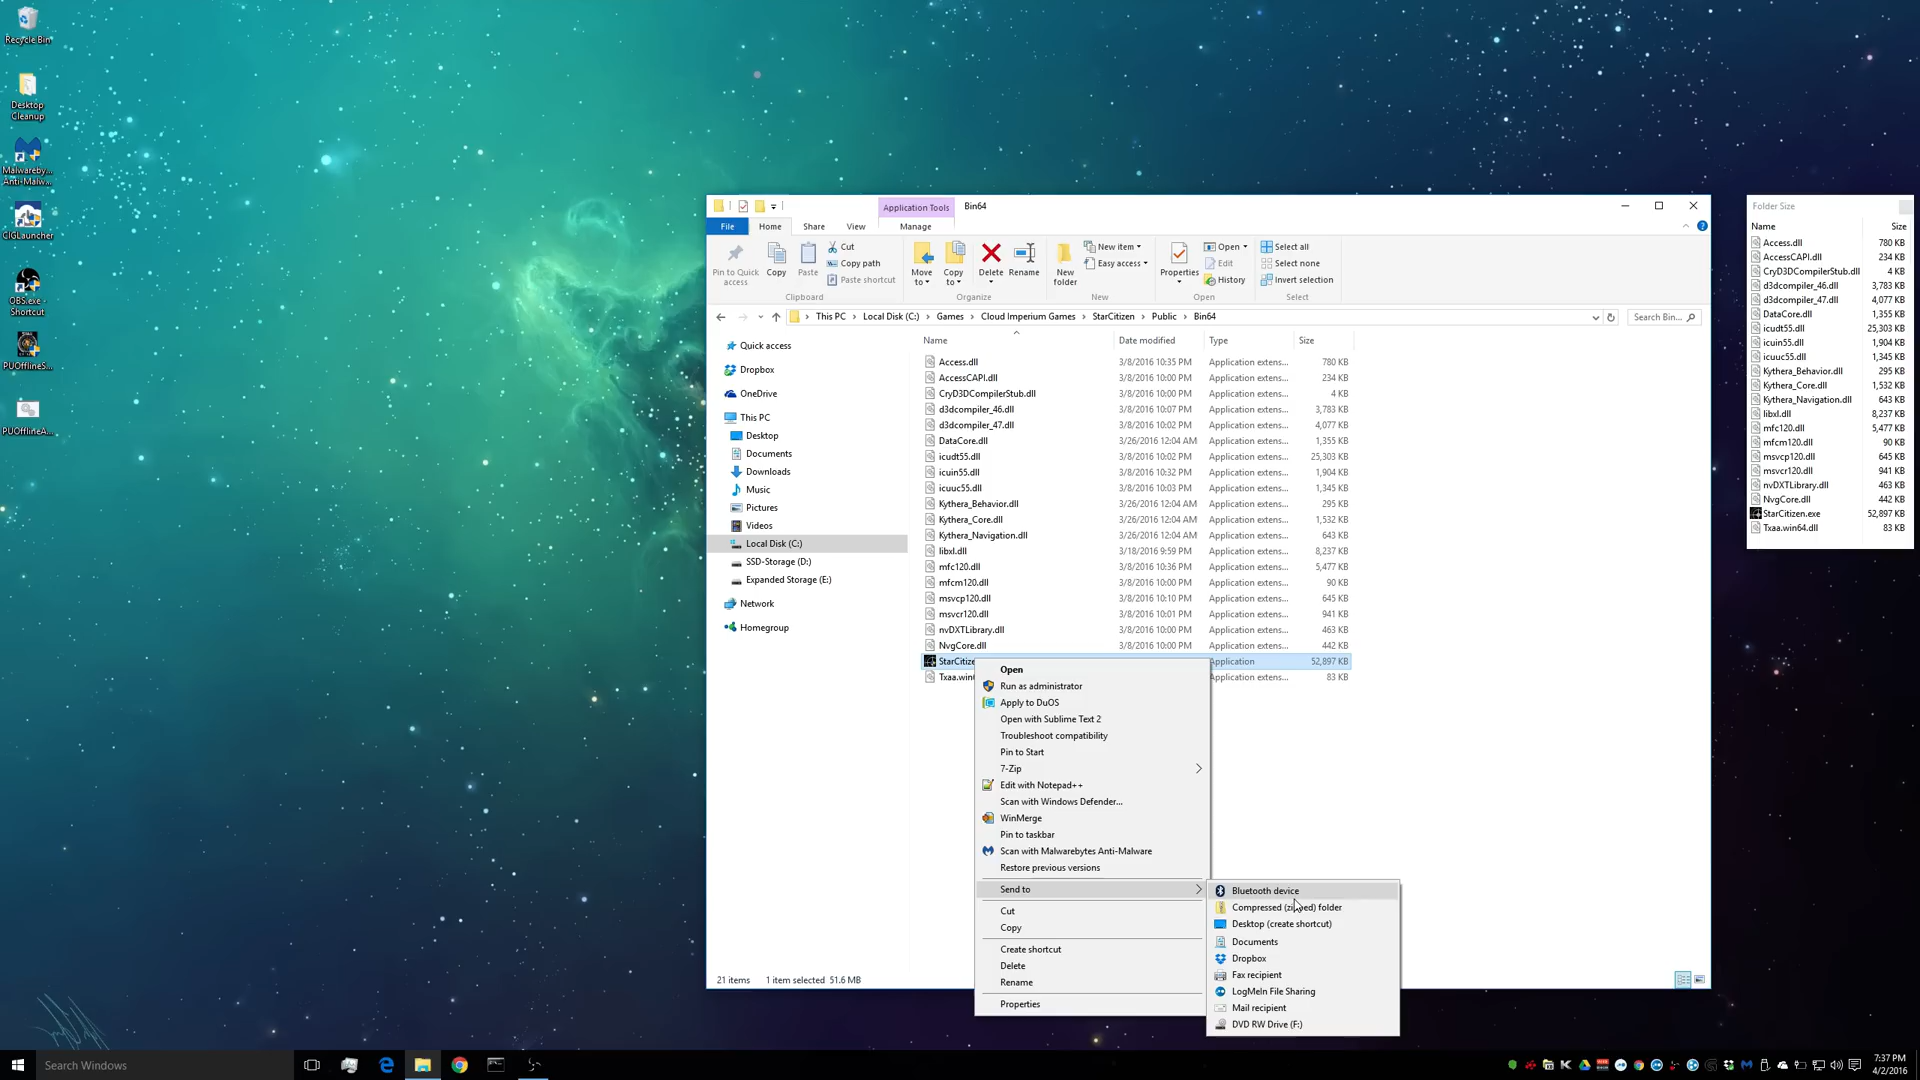 Recycle Bin
Desktop
Cleanup
Malwareby...
Anti-Malw...
CIGLauncher
OBS.exe -
Shortcut
PUOfflineS...
PUOfflineA...
Application Tools
Bin64
File
Home
Share
View
Manage
Pin to Quick
access
Copy
Paste
Cut
Copy path
Paste shortcut
Clipboard
Move
to
Copy
to
Delete
Rename
Organize
New
folder
New item
Easy access
New
Properties
Open
Edit
History
Open
Select all
Select none
Invert selection
Select
This PC > Local Disk (C:) > Games > Cloud Imperium Games > StarCitizen > Public > Bin64
Search Bin...
Quick access
Dropbox
OneDrive
This PC
Desktop
Documents
Downloads
Music
Pictures
Videos
Local Disk (C:)
SSD-Storage (D:)
Expanded Storage (E:)
Network
Homegroup
Name Date modified Type Size
Access.dll 3/8/2016 10:35 PM Application extens... 780 KB
AccessCAPI.dll 3/8/2016 10:00 PM Application extens... 234 KB
CryD3DCompilerStub.dll 3/8/2016 10:00 PM Application extens... 4 KB
d3dcompiler_46.dll 3/8/2016 10:07 PM Application extens... 3,783 KB
d3dcompiler_47.dll 3/8/2016 10:02 PM Application extens... 4,077 KB
DataCore.dll 3/26/2016 12:04 AM Application extens... 1,355 KB
icudt55.dll 3/8/2016 10:02 PM Application extens... 25,303 KB
icuin55.dll 3/8/2016 10:32 PM Application extens... 1,904 KB
icuuc55.dll 3/8/2016 10:03 PM Application extens... 1,345 KB
Kythera_Behavior.dll 3/26/2016 12:04 AM Application extens... 295 KB
Kythera_Core.dll 3/26/2016 12:04 AM Application extens... 1,532 KB
Kythera_Navigation.dll 3/26/2016 12:04 AM Application extens... 643 KB
libxl.dll 3/18/2016 9:59 PM Application extens... 8,237 KB
mfc120.dll 3/8/2016 10:36 PM Application extens... 5,477 KB
mfcm120.dll 3/8/2016 10:00 PM Application extens... 90 KB
msvcp120.dll 3/8/2016 10:10 PM Application extens... 645 KB
msvcr120.dll 3/8/2016 10:01 PM Application extens... 941 KB
nvDXTLibrary.dll 3/8/2016 10:00 PM Application extens... 463 KB
NvgCore.dll 3/8/2016 10:00 PM Application extens... 442 KB
StarCitize Application 52,897 KB
Txaa.win Application extens... 83 KB
Open
Run as administrator
Apply to DuOS
Open with Sublime Text 2
Troubleshoot compatibility
Pin to Start
7-Zip
Edit with Notepad++
Scan with Windows Defender...
WinMerge
Pin to taskbar
Scan with Malwarebytes Anti-Malware
Restore previous versions
Send to
Cut
Copy
Create shortcut
Delete
Rename
Properties
Bluetooth device
Compressed (zipped) folder
Desktop (create shortcut)
Documents
Dropbox
Fax recipient
LogMeIn File Sharing
Mail recipient
DVD RW Drive (F:)
21 items 1 item selected 51.6 MB
Folder Size
Name Size
Access.dll 780 KB
AccessCAPI.dll 234 KB
CryD3DCompilerStub.dll 4 KB
d3dcompiler_46.dll 3,783 KB
d3dcompiler_47.dll 4,077 KB
DataCore.dll 1,355 KB
icudt55.dll 25,303 KB
icuin55.dll 1,904 KB
icuuc55.dll 1,345 KB
Kythera_Behavior.dll 295 KB
Kythera_Core.dll 1,532 KB
Kythera_Navigation.dll 643 KB
libxl.dll 8,237 KB
mfc120.dll 5,477 KB
mfcm120.dll 90 KB
msvcp120.dll 645 KB
msvcr120.dll 941 KB
nvDXTLibrary.dll 463 KB
NvgCore.dll 442 KB
StarCitizen.exe 52,897 KB
Txaa.win64.dll 83 KB
Search Windows
7:37 PM
4/2/2016